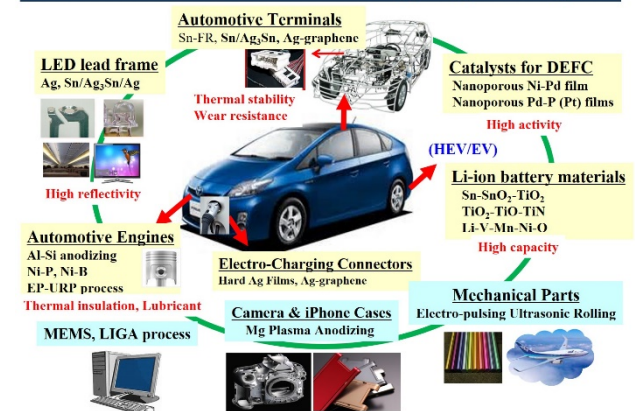 Automotive Terminals
Sn-FR, Sn/Ag₃Sn, Ag-graphene
LED lead frame
Ag, Sn/Ag₃Sn/Ag
Thermal stability
Wear resistance
Catalysts for DEFC
Nanoporous Ni-Pd film
Nanoporous Pd-P (Pt) films
High activity
(HEV/EV)
High reflectivity
Li-ion battery materials
Sn-SnO₂-TiO₂
TiO₂-TiO-TiN
Li-V-Mn-Ni-O
High capacity
Automotive Engines
Al-Si anodizing
Ni-P, Ni-B
EP-URP process
Thermal insulation, Lubricant
Electro-Charging Connectors
Hard Ag Films, Ag-graphene
Mechanical Parts
Electro-pulsing Ultrasonic Rolling
Camera & iPhone Cases
Mg Plasma Anodizing
MEMS, LIGA process